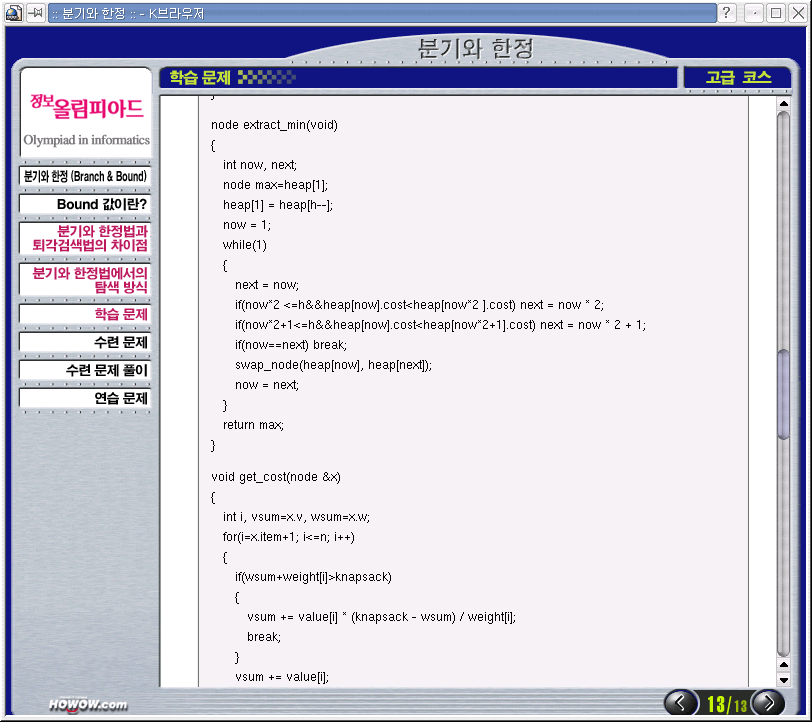 :: 분기와 한정 :: - K브라우저
분기와 한정
학습 문제
고급 코스
정보올림피아드
Olympiad in informatics
분기와 한정 (Branch & Bound)
Bound 값이란?
분기와 한정법과
퇴각검색법의 차이점
분기와 한정법에서의
탐색 방식
학습 문제
수련 문제
수련 문제 풀이
연습 문제
}
node extract_min(void)
{
int now, next;
node max=heap[1];
heap[1] = heap[h--];
now = 1;
while(1)
{
next = now;
if(now*2 <=h&&heap[now].cost<heap[now*2 ].cost) next = now * 2;
if(now*2+1<=h&&heap[now].cost<heap[now*2+1].cost) next = now * 2 + 1;
if(now==next) break;
swap_node(heap[now], heap[next]);
now = next;
}
return max;
}
void get_cost(node &x)
{
int i, vsum=x.v, wsum=x.w;
for(i=x.item+1; i<=n; i++)
{
if(wsum+weight[i]>knapsack)
{
vsum += value[i] * (knapsack - wsum) / weight[i];
break;
}
vsum += value[i];
HOWOW.com
13/13